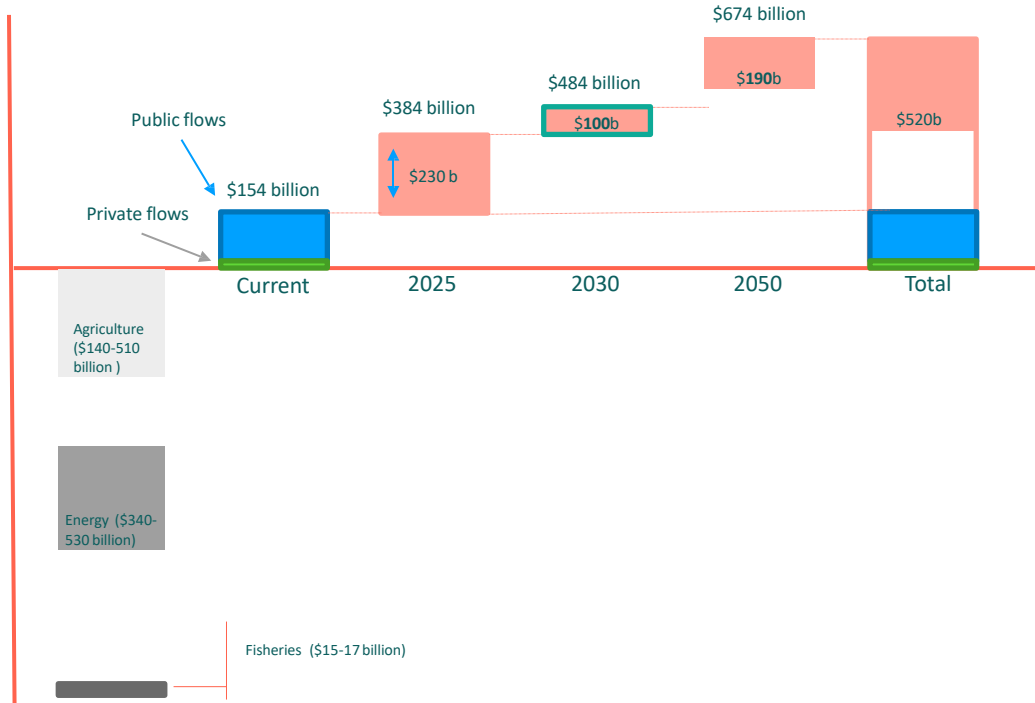 $674 billion
$190b
$484 billion
$100b
$384 billion
$230 b
Public flows
$154 billion
Private flows
$520b
Current
2025
2030
2050
Total
Agriculture
($140-510
billion )
Energy ($340-
530 billion)
Fisheries ($15-17 billion)